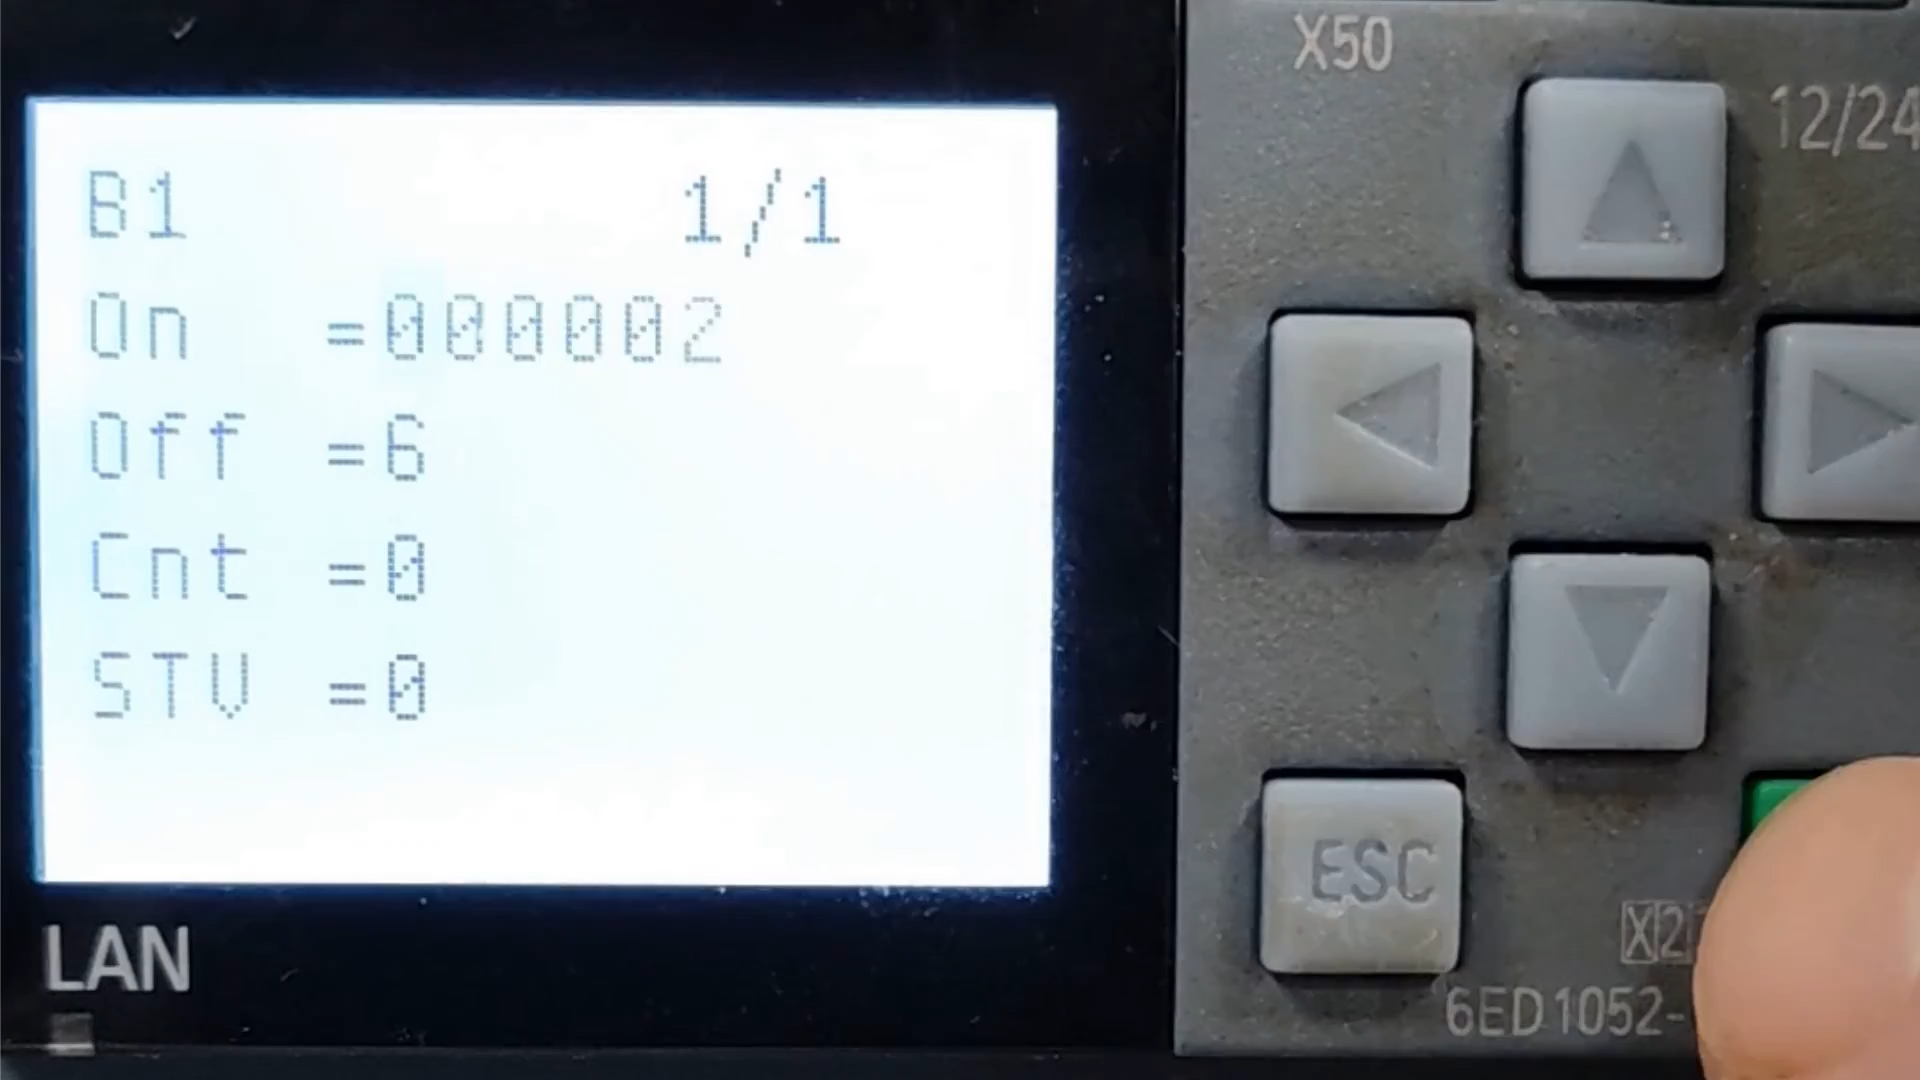 B1 1/1
On =000002
Off =6
Cnt =0
STV =0
LAN
X50
12/24
ESC
X2
6ED1052-